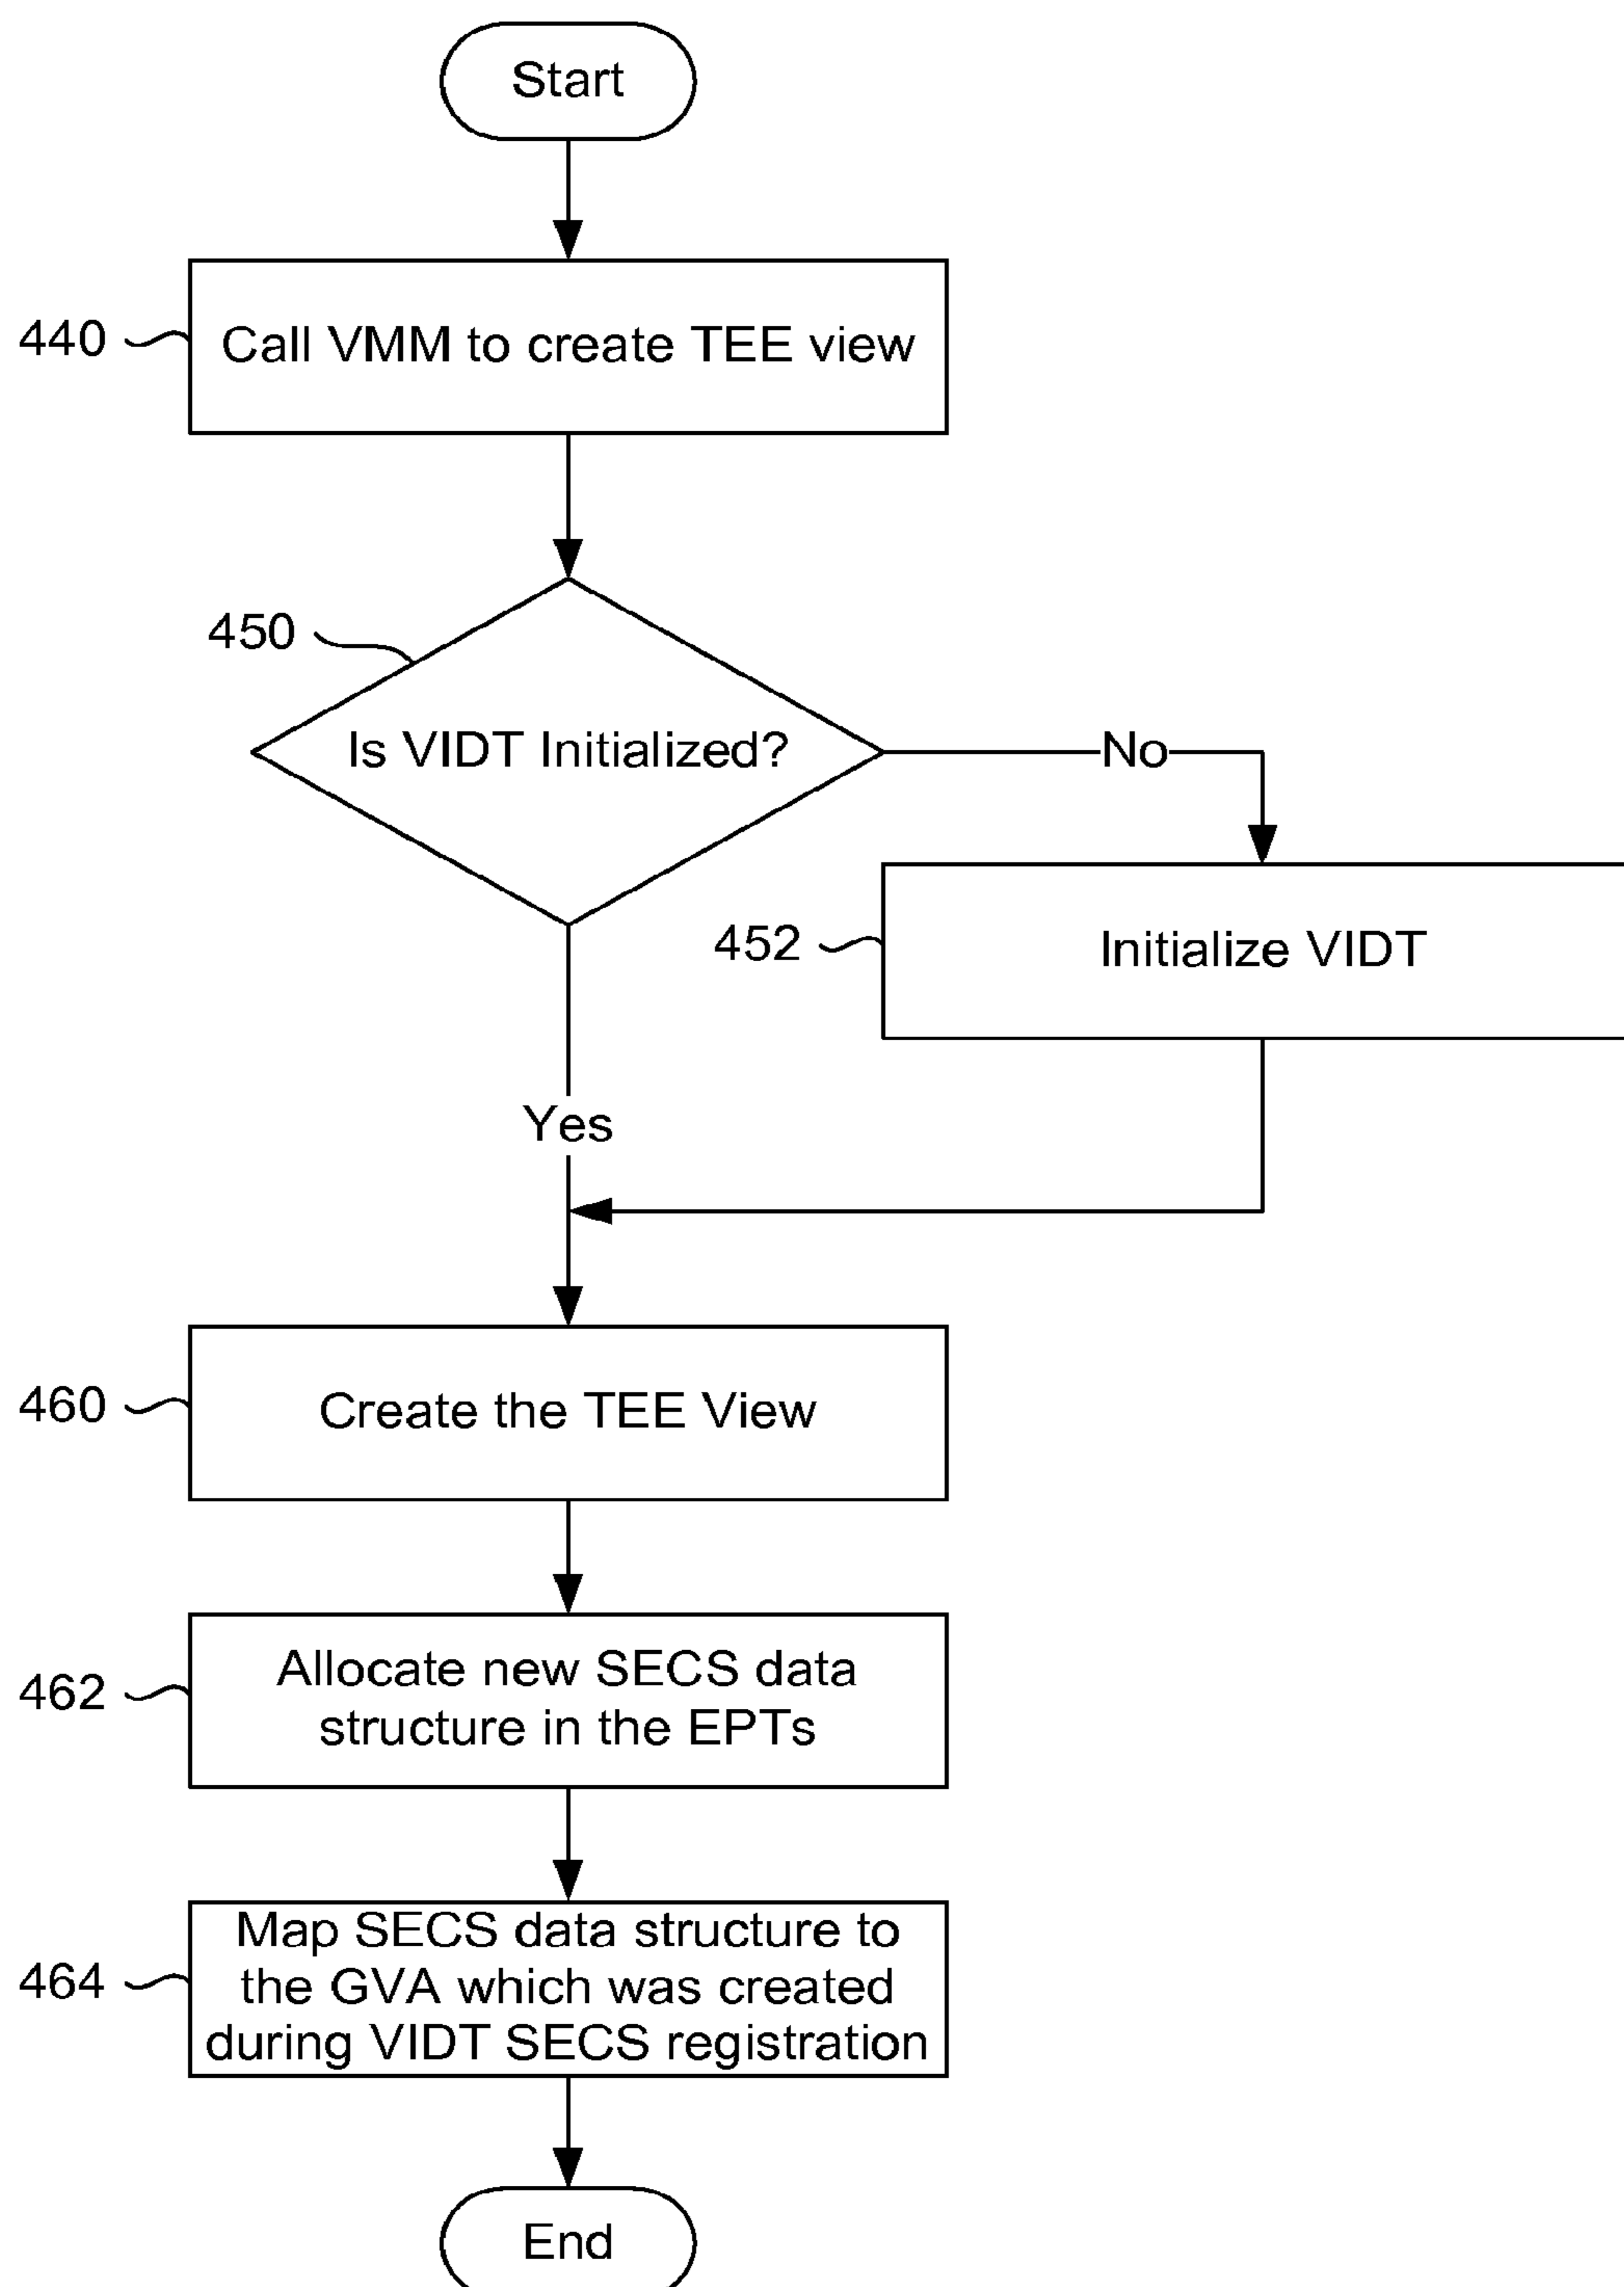 Start
440
Call VMM to create TEE view
450
Is VIDT Initialized?
No
452
Initialize VIDT
Yes
460
Create the TEE View
462
Allocate new SECS data
structure in the EPTs
464
Map SECS data structure to
the GVA which was created
during VIDT SECS registration
End